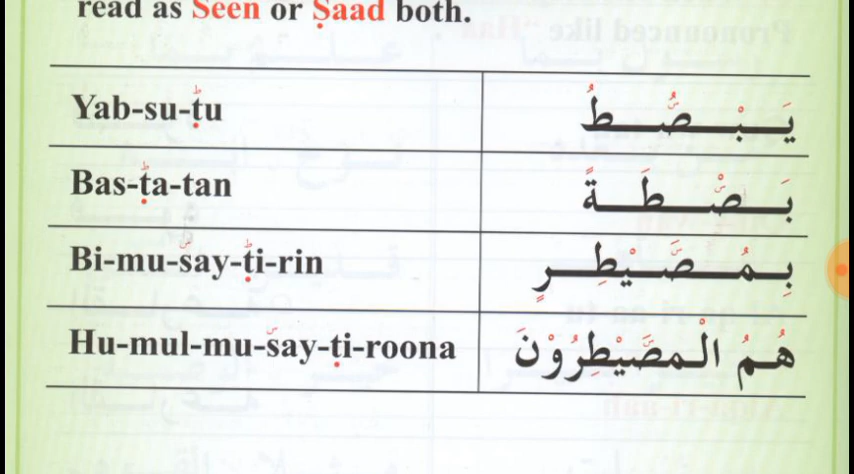 read as Seen or Ṣaad both.
Yab-su-ṭu يَبْصُۜطُ
Bas-ṭa-tan بَصْۜطَةً
Bi-mu-say-ṭi-rin بِمُصَۜيْطِرٍ
Hu-mul-mu-say-ṭi-roona هُمُ الْمُصَۜيْطِرُوْنَ